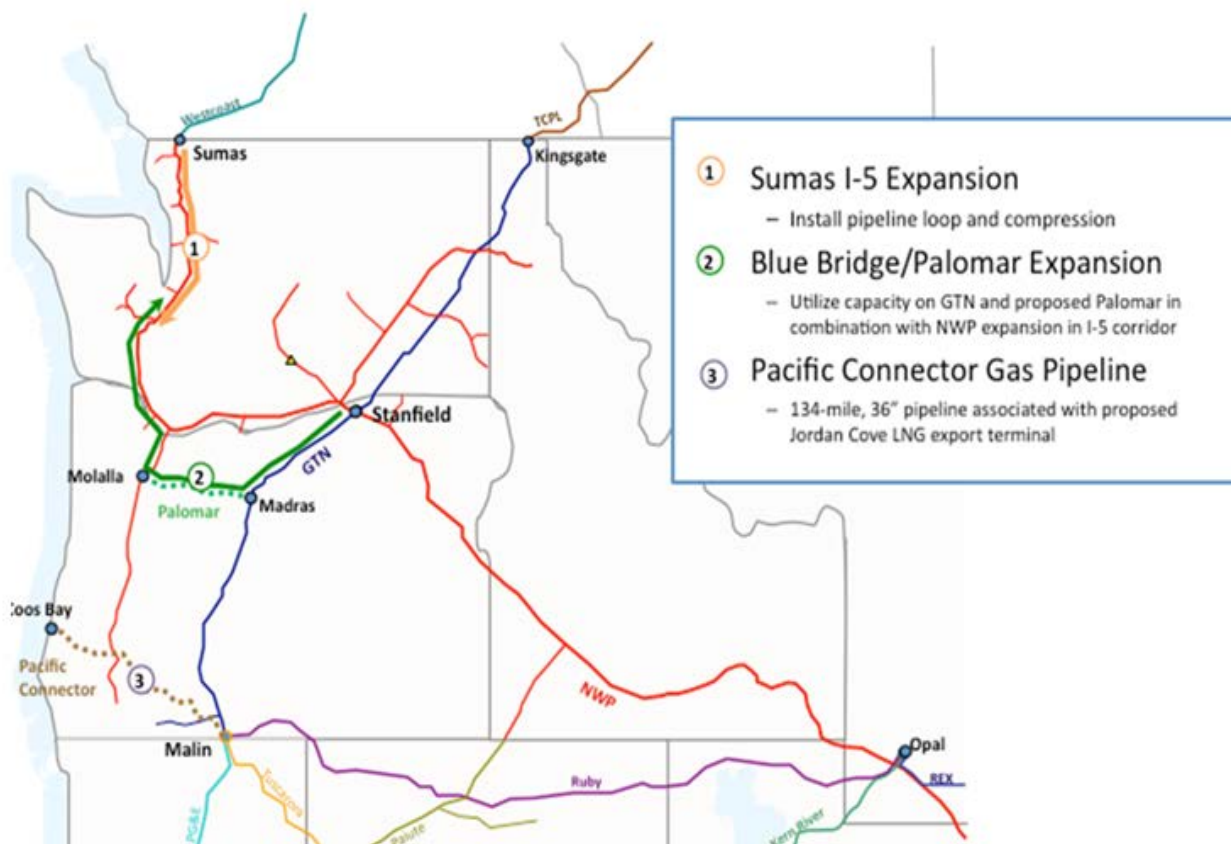 Westcoast
TCPL
Sumas
Kingsgate
1
Sumas I-5 Expansion
– Install pipeline loop and compression
2
Blue Bridge/Palomar Expansion
– Utilize capacity on GTN and proposed Palomar in
combination with NWP expansion in I-5 corridor
3
Pacific Connector Gas Pipeline
– 134-mile, 36” pipeline associated with proposed
Jordan Cove LNG export terminal
1
Stanfield
GTN
Molalla
2
Palomar
Madras
Coos Bay
Pacific
Connector
3
NWP
Malin
Opal
Ruby
REX
PG&E
Tuscarora
Paiute
Kern River